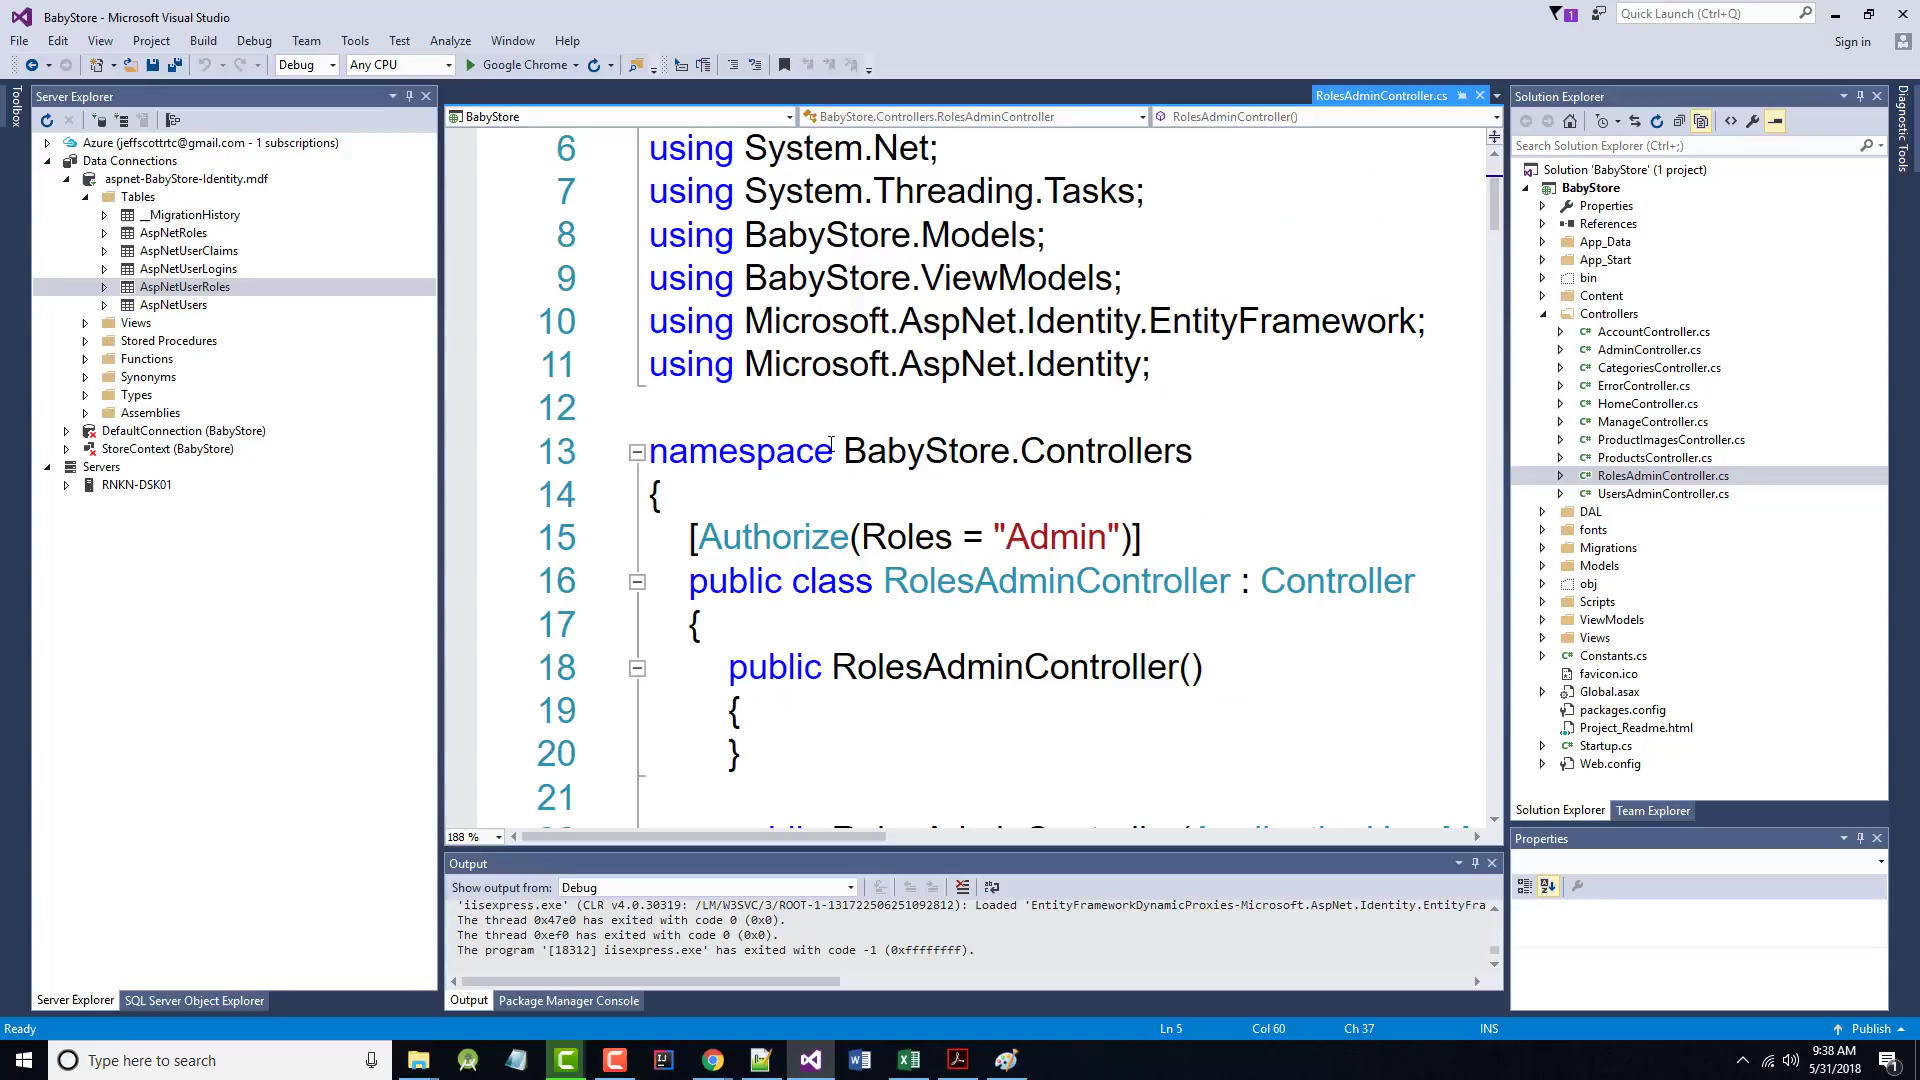 BabyStore - Microsoft Visual Studio
1
Quick Launch (Ctrl+Q)
File Edit View Project Build Debug Team Tools Test Analyze Window Help
Sign in
Debug Any CPU Google Chrome
Toolbox
Server Explorer
Azure (jeffscottrtc@gmail.com - 1 subscriptions)
Data Connections
aspnet-BabyStore-Identity.mdf
Tables
__MigrationHistory
AspNetRoles
AspNetUserClaims
AspNetUserLogins
AspNetUserRoles
AspNetUsers
Views
Stored Procedures
Functions
Synonyms
Types
Assemblies
DefaultConnection (BabyStore)
StoreContext (BabyStore)
Servers
RNKN-DSK01
Server Explorer SQL Server Object Explorer
RolesAdminController.cs
BabyStore BabyStore.Controllers.RolesAdminController RolesAdminController()
6 using System.Net;
7 using System.Threading.Tasks;
8 using BabyStore.Models;
9 using BabyStore.ViewModels;
10 using Microsoft.AspNet.Identity.EntityFramework;
11 using Microsoft.AspNet.Identity;
12
13 namespace BabyStore.Controllers
14 {
15 [Authorize(Roles = "Admin")]
16 public class RolesAdminController : Controller
17 {
18 public RolesAdminController()
19 {
20 }
21
188 %
Output
Show output from: Debug
'iisexpress.exe' (CLR v4.0.30319: /LM/W3SVC/3/ROOT-1-131722506251092812): Loaded 'EntityFrameworkDynamicProxies-Microsoft.AspNet.Identity.EntityFra
The thread 0x47e0 has exited with code 0 (0x0).
The thread 0xef0 has exited with code 0 (0x0).
The program '[18312] iisexpress.exe' has exited with code -1 (0xffffffff).
Output Package Manager Console
Solution Explorer
Search Solution Explorer (Ctrl+;)
Solution 'BabyStore' (1 project)
BabyStore
Properties
References
App_Data
App_Start
bin
Content
Controllers
AccountController.cs
AdminController.cs
CategoriesController.cs
ErrorController.cs
HomeController.cs
ManageController.cs
ProductImagesController.cs
ProductsController.cs
RolesAdminController.cs
UsersAdminController.cs
DAL
fonts
Migrations
Models
obj
Scripts
ViewModels
Views
Constants.cs
favicon.ico
Global.asax
packages.config
Project_Readme.html
Startup.cs
Web.config
Solution Explorer Team Explorer
Properties
Diagnostic Tools
Ready Ln 5 Col 60 Ch 37 INS Publish
Type here to search
9:38 AM
5/31/2018
1